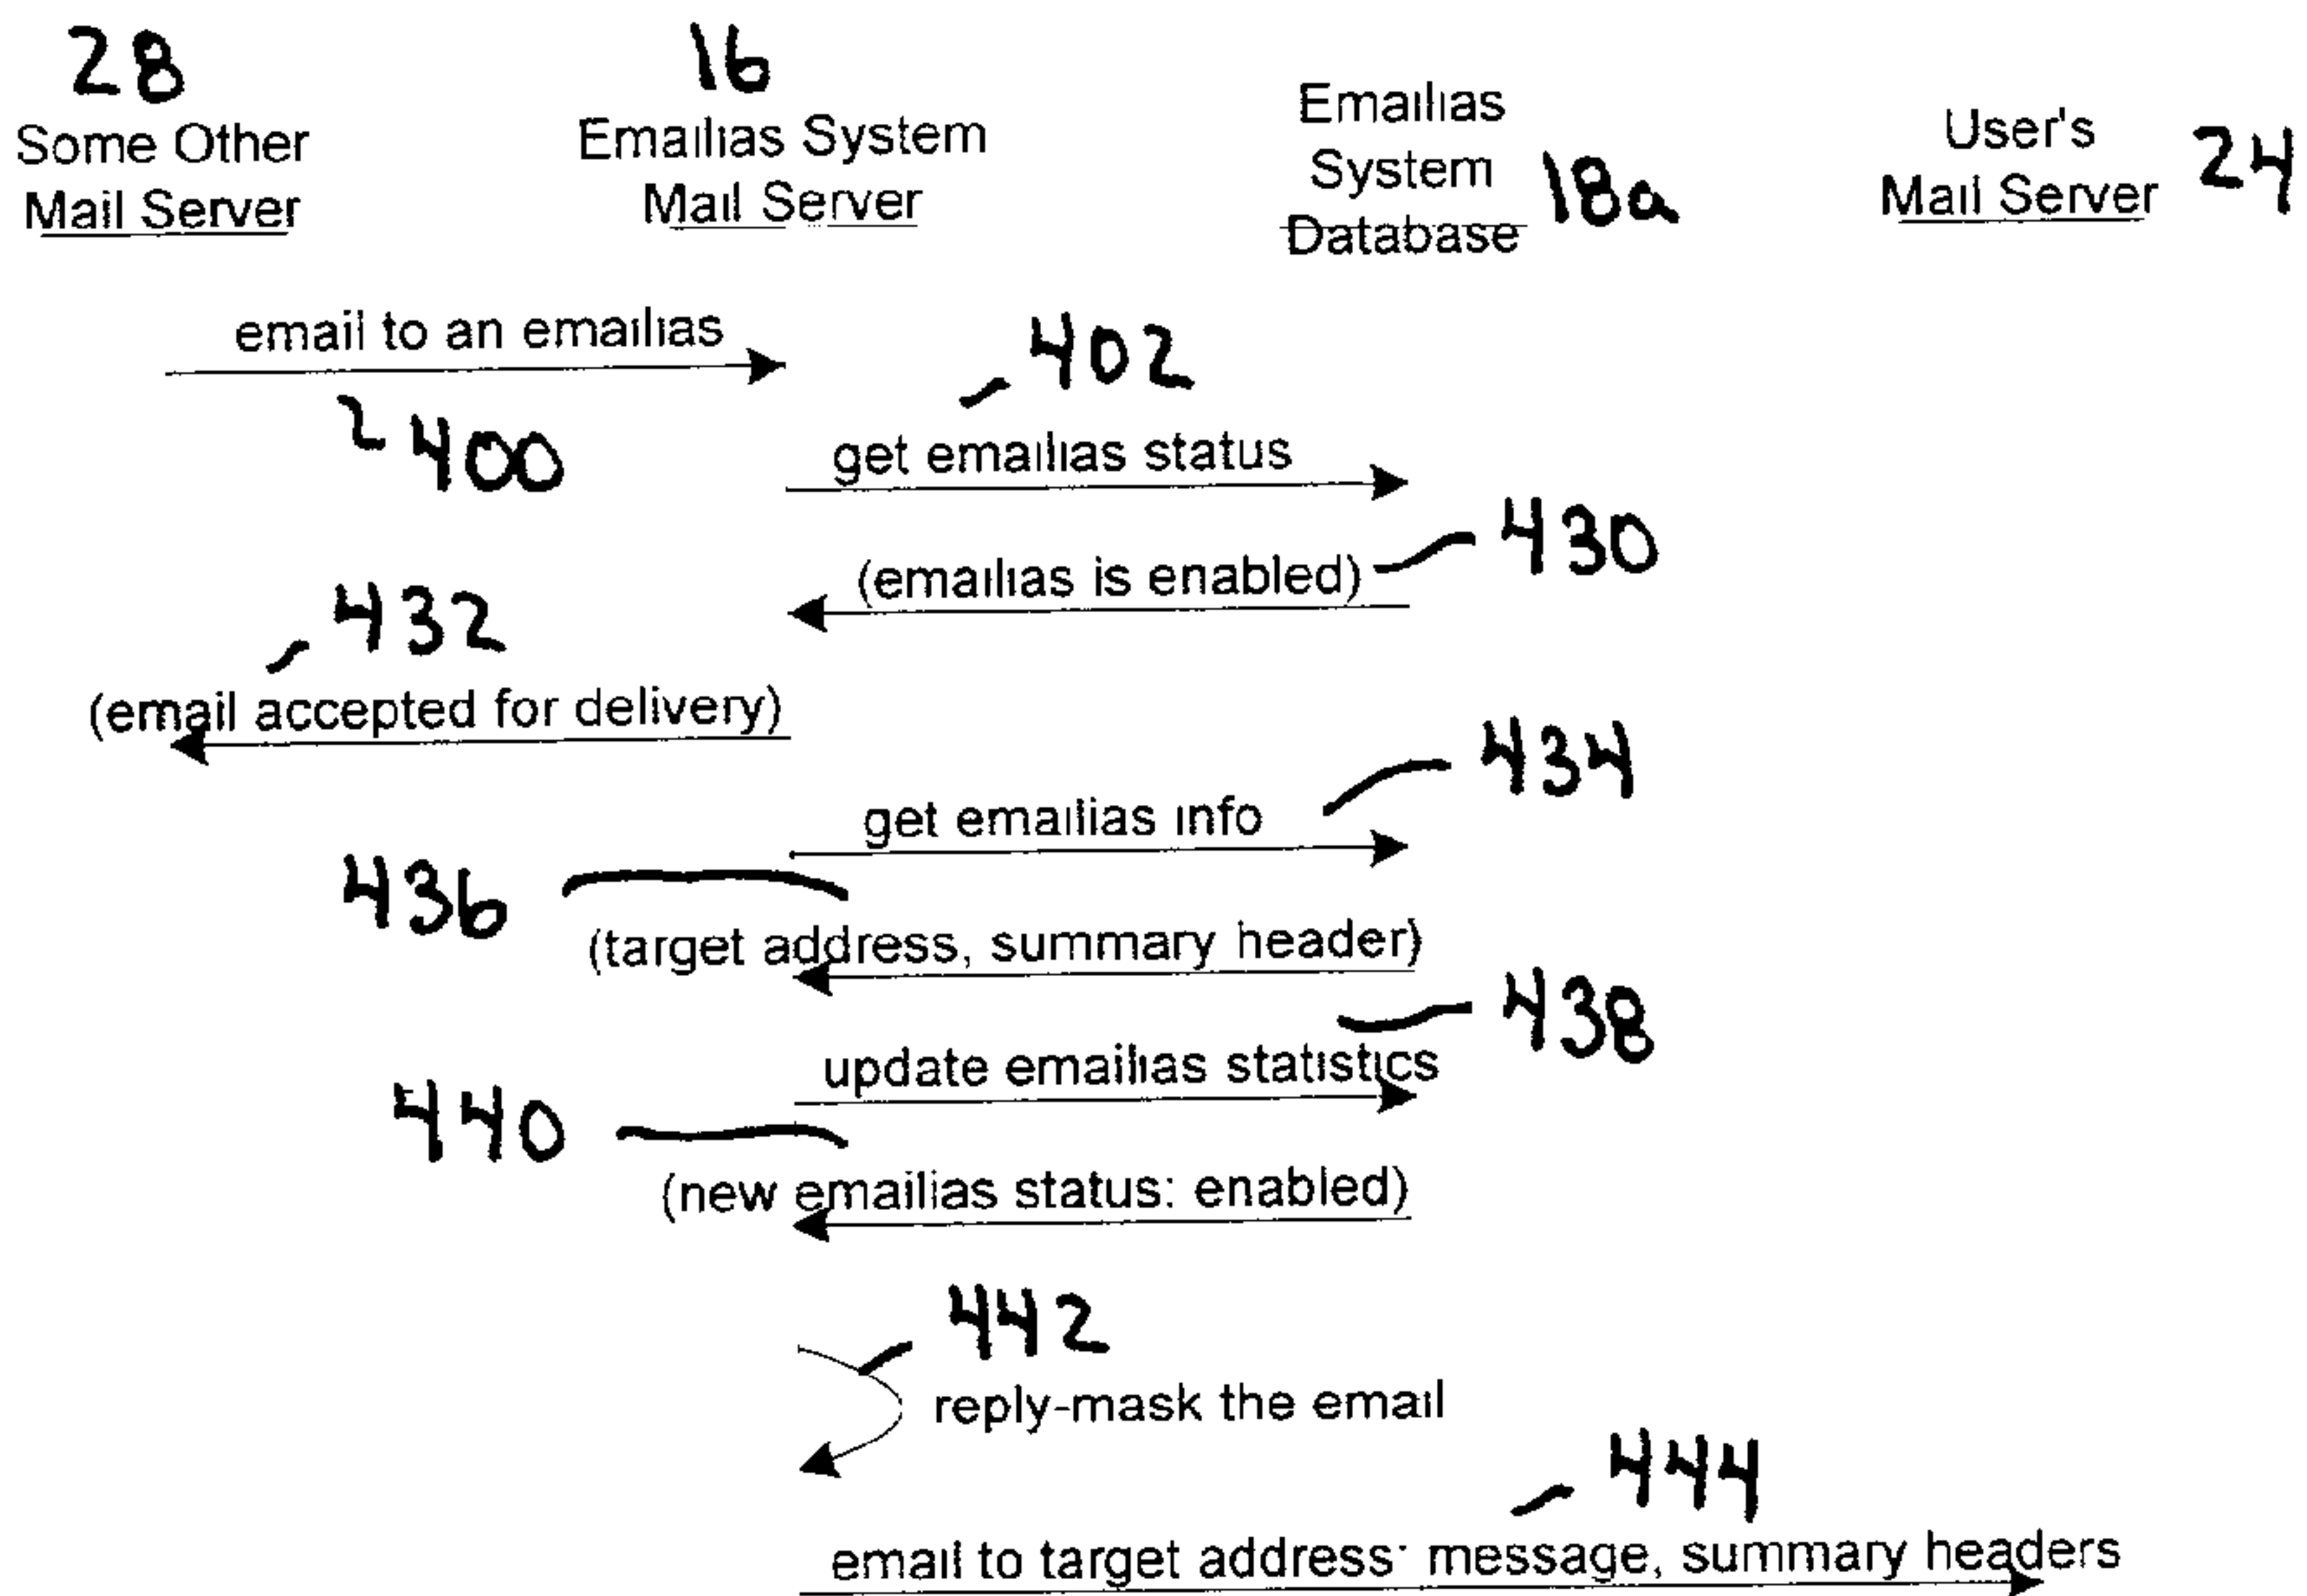 28
Some Other
Mail Server
16
Emailias System
Mail Server
Emailias
System
Database
18a
User's
Mail Server
24
email to an emailias
400
402
get emailias status
430
(emailias is enabled)
432
(email accepted for delivery)
434
get emailias info
436
(target address, summary header)
438
update emailias statistics
440
(new emailias status: enabled)
442
reply-mask the email
444
email to target address: message, summary headers